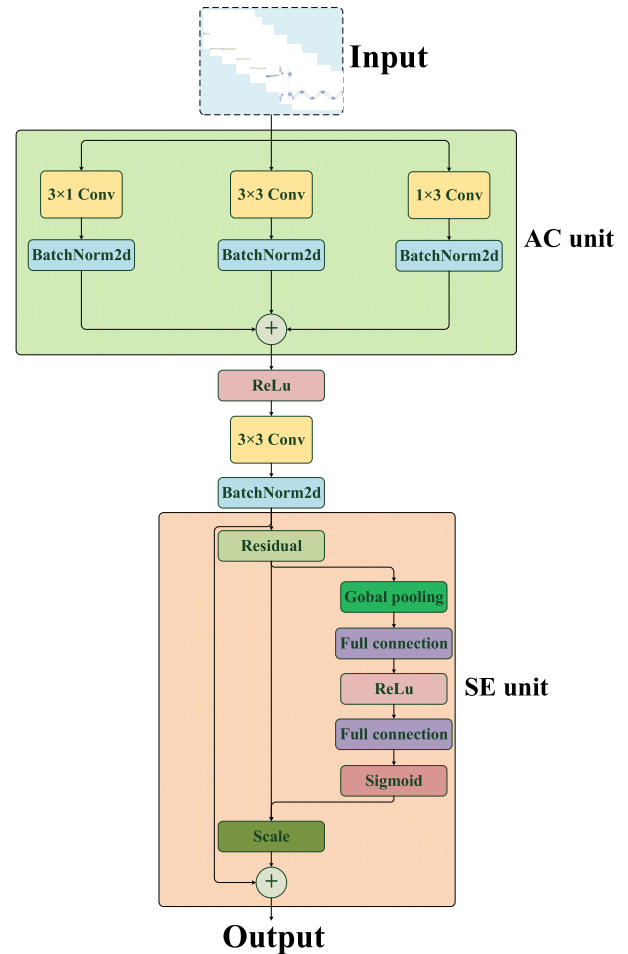 Input
3×1 Conv
3×3 Conv
1×3 Conv
BatchNorm2d
BatchNorm2d
BatchNorm2d
AC unit
+
ReLu
3×3 Conv
BatchNorm2d
Residual
Gobal pooling
Full connection
ReLu
SE unit
Full connection
Sigmoid
Scale
+
Output